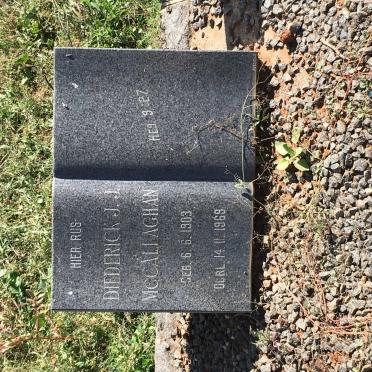 HIER RUS
DIEDERICK J. J.
MCCALLAGHAN
GEB. 6. 6. 1903
OORL. 14. 11. 1969
HEB. 9 : 27.